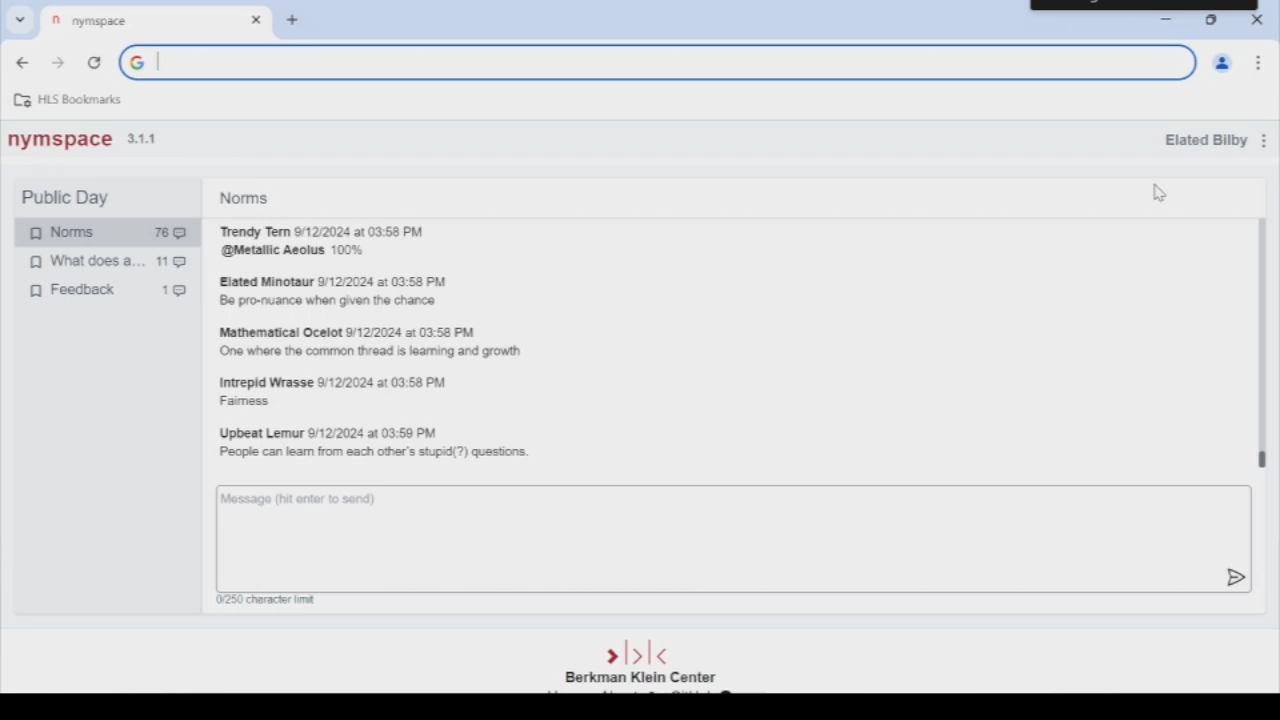 nymspace
HLS Bookmarks
nymspace 3.1.1
Elated Bilby
Public Day
Norms 76
What does a... 11
Feedback 1
Norms
Trendy Tern 9/12/2024 at 03:58 PM
@Metallic Aeolus 100%
Elated Minotaur 9/12/2024 at 03:58 PM
Be pro-nuance when given the chance
Mathematical Ocelot 9/12/2024 at 03:58 PM
One where the common thread is learning and growth
Intrepid Wrasse 9/12/2024 at 03:58 PM
Fairness
Upbeat Lemur 9/12/2024 at 03:59 PM
People can learn from each other's stupid(?) questions.
Message (hit enter to send)
0/250 character limit
Berkman Klein Center